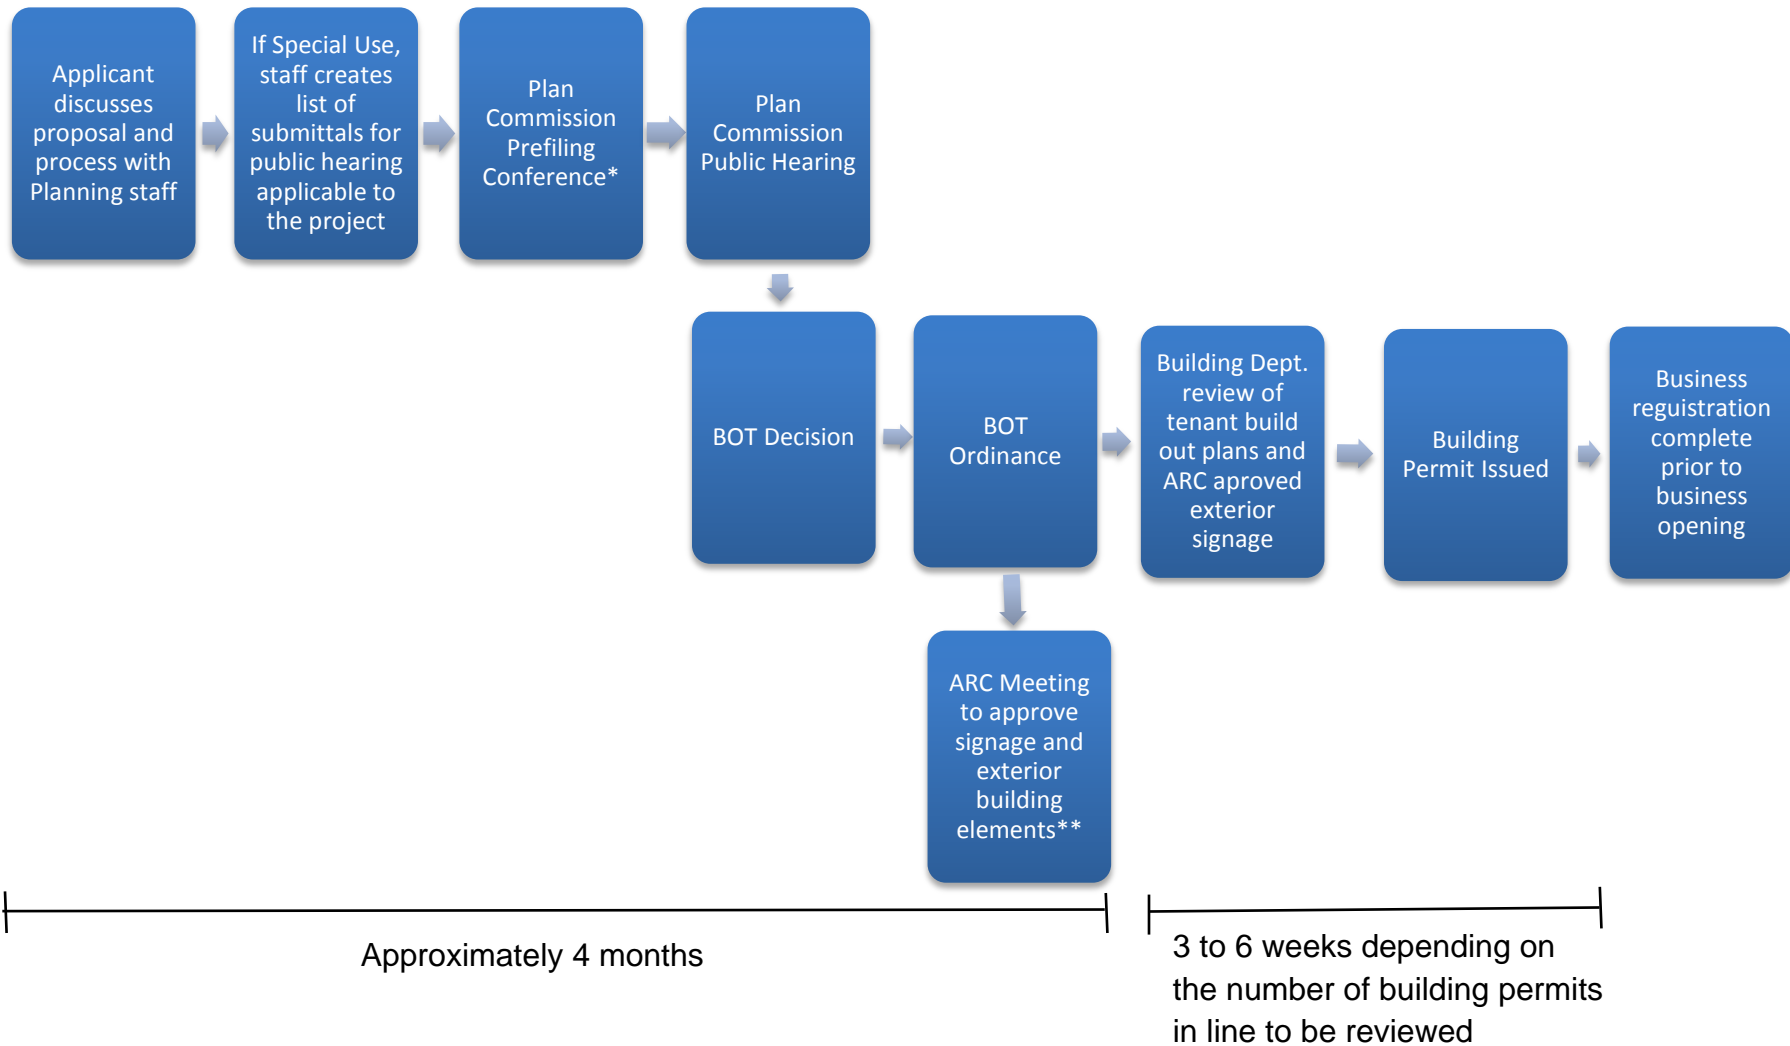 Applicant
discusses
proposal and
process with
Planning staff
If Special Use,
staff creates
list of
submittals for
public hearing
applicable to
the project
Plan
Commission
Prefiling
Conference*
Plan
Commission
Public Hearing
BOT Decision
BOT
Ordinance
Building Dept.
review of
tenant build
out plans and
ARC aproved
exterior
signage
Building
Permit Issued
Business
reguistration
complete
prior to
business
opening
ARC Meeting
to approve
signage and
exterior
building
elements**
Approximately 4 months
3 to 6 weeks depending on
the number of building permits
in line to be reviewed